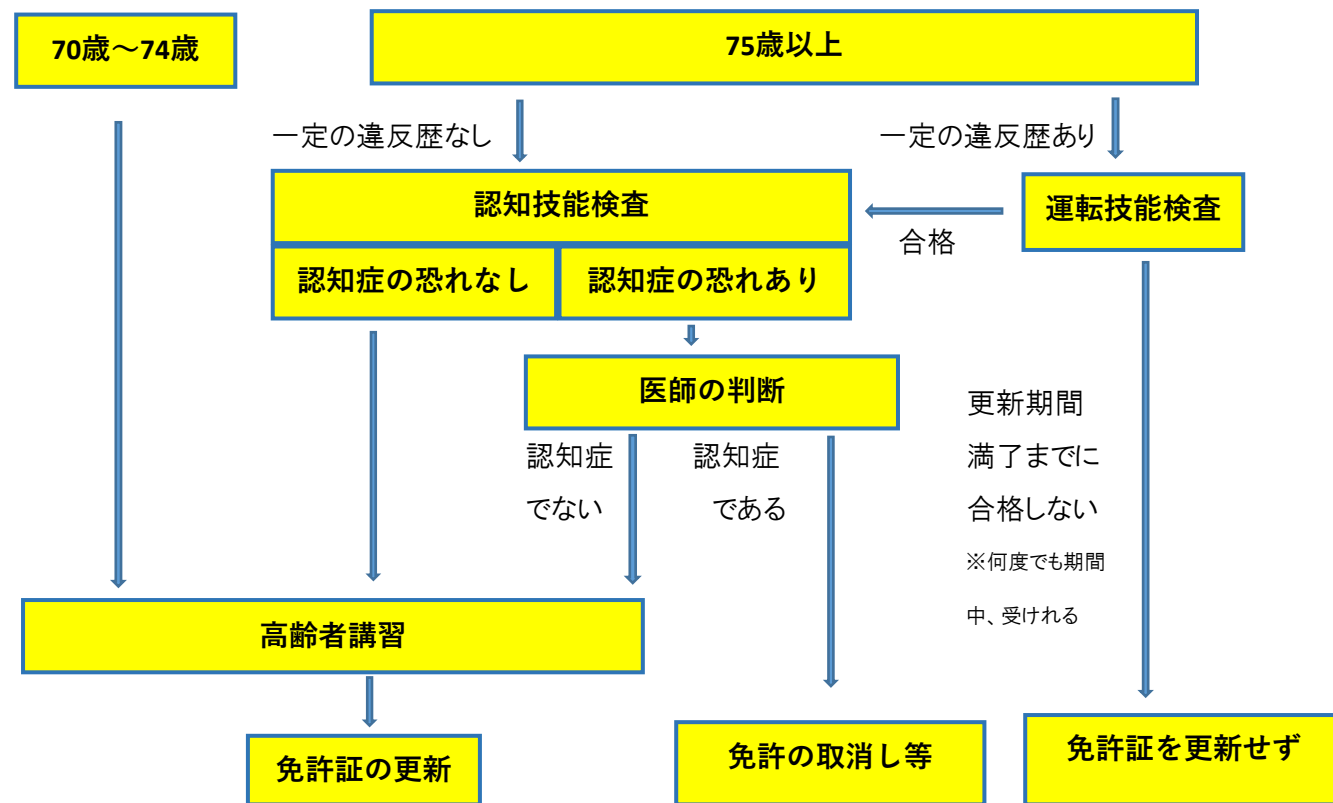 70歳～74歳
75歳以上
一定の違反歴なし
一定の違反歴あり
認知技能検査
運転技能検査
合格
認知症の恐れなし
認知症の恐れあり
医師の判断
認知症
でない
認知症
である
更新期間
満了までに
合格しない
※何度でも期間
中、受けれる
高齢者講習
免許証の更新
免許の取消し等
免許証を更新せず